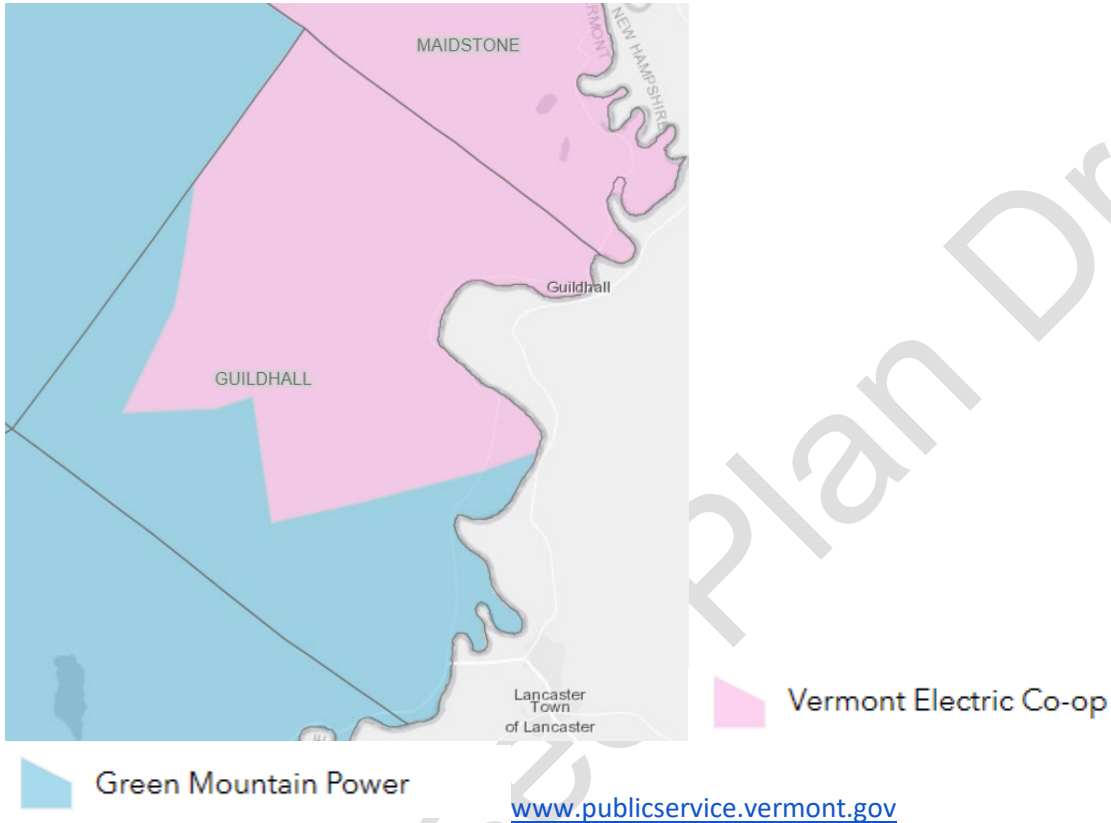 MAIDSTONE
VERMONT
NEW HAMPSHIRE
Guildhall
GUILDHALL
Lancaster
Town
of Lancaster
Vermont Electric Co-op
Green Mountain Power
www.publicservice.vermont.gov
Plan